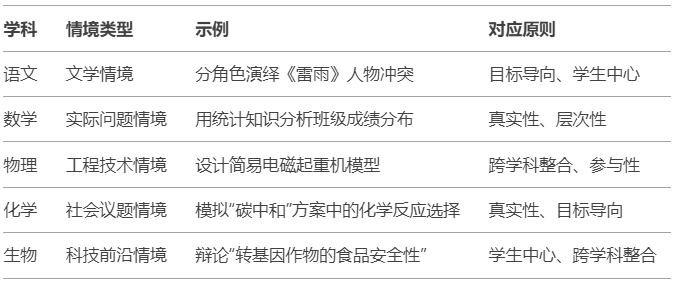 学科 情境类型 示例 对应原则
语文 文学情境 分角色演绎《雷雨》人物冲突 目标导向、学生中心
数学 实际问题情境 用统计知识分析班级成绩分布 真实性、层次性
物理 工程技术情境 设计简易电磁起重机模型 跨学科整合、参与性
化学 社会议题情境 模拟“碳中和”方案中的化学反应选择 真实性、目标导向
生物 科技前沿情境 辩论“转基因作物的食品安全性” 学生中心、跨学科整合